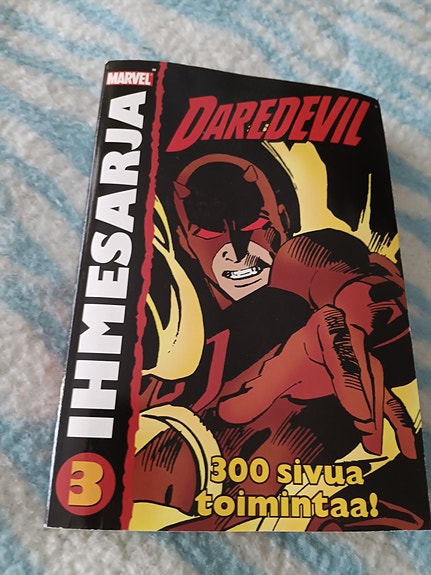 MARVEL
IHMESARJA
3
DAREDEVIL
300 sivua
toimintaa!